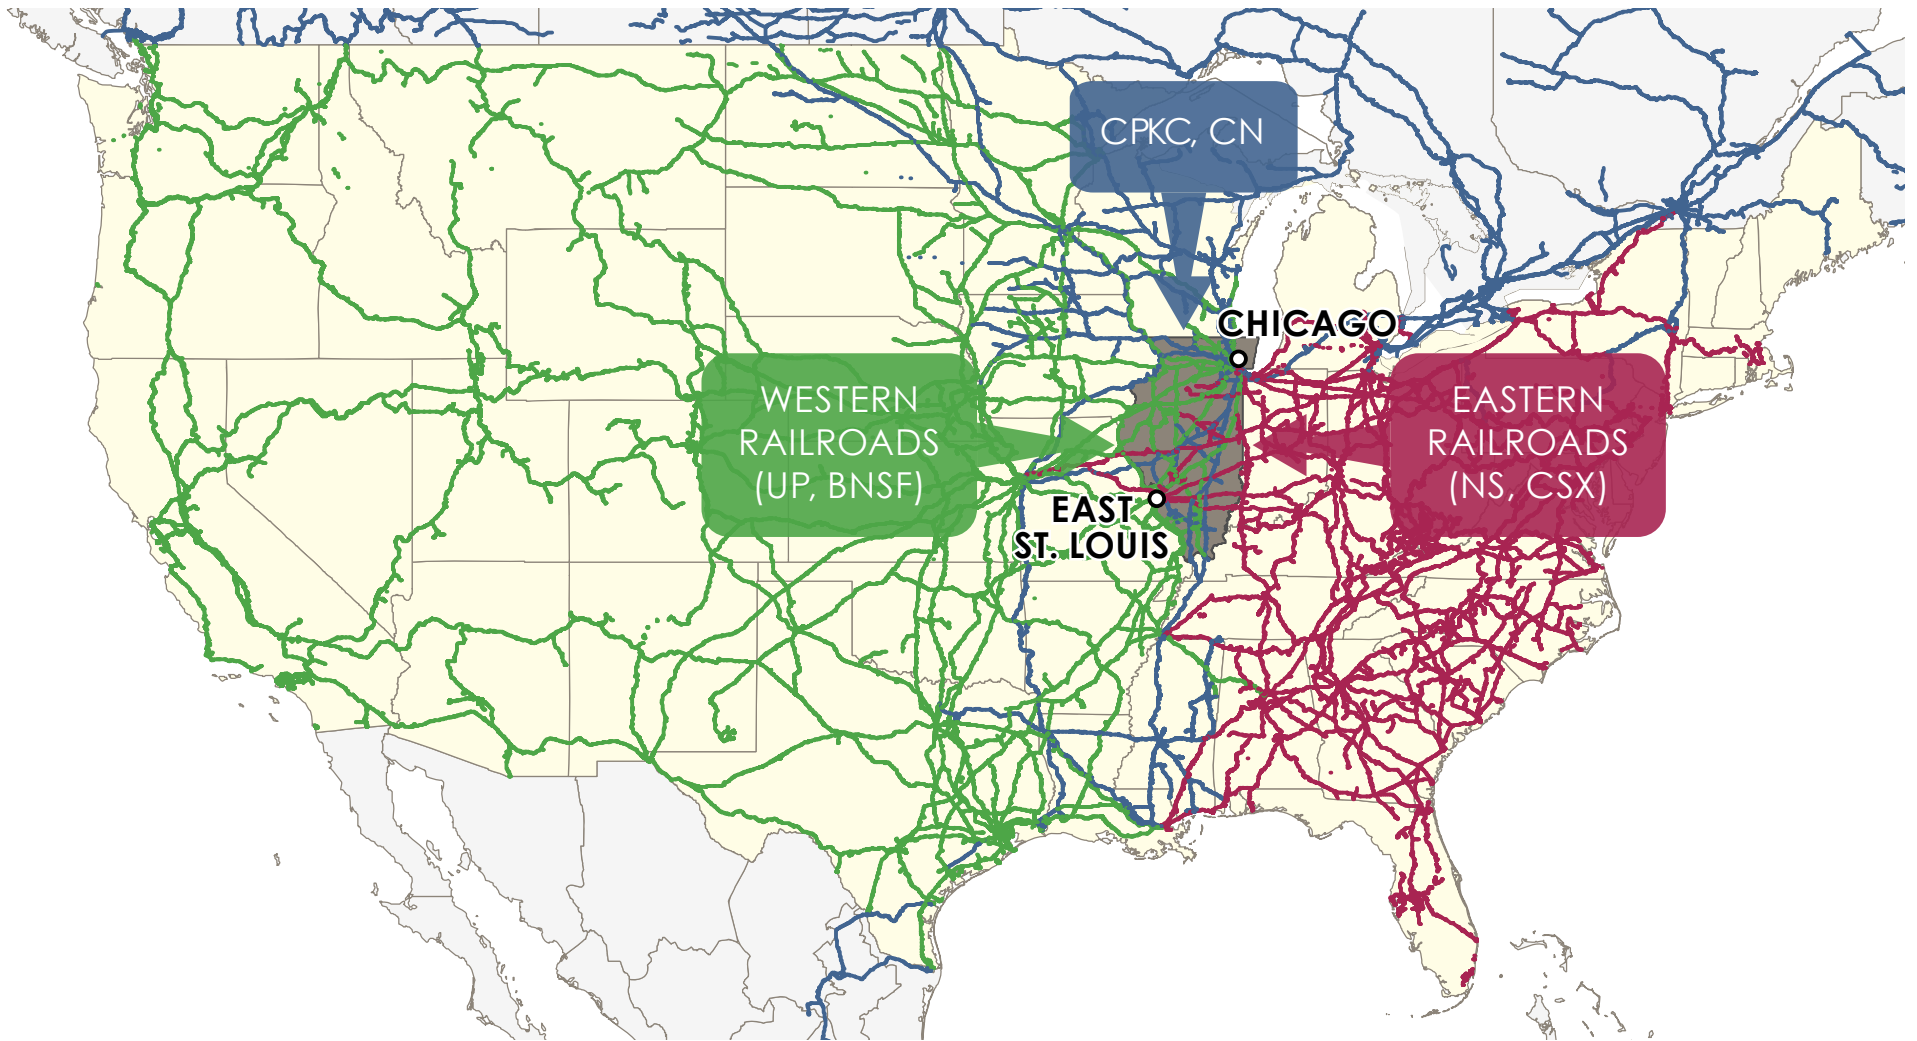 CPKC, CN
CHICAGO
WESTERN
RAILROADS
(UP, BNSF)
EASTERN
RAILROADS
(NS, CSX)
EAST
ST. LOUIS